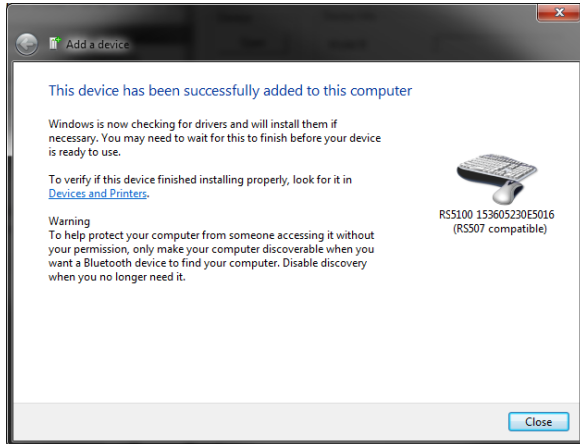 Add a device
This device has been successfully added to this computer
Windows is now checking for drivers and will install them if
necessary. You may need to wait for this to finish before your device
is ready to use.
To verify if this device finished installing properly, look for it in
Devices and Printers.
Warning
To help protect your computer from someone accessing it without
your permission, only make your computer discoverable when you
want a Bluetooth device to find your computer. Disable discovery
when you no longer need it.
RS5100 153605230E5016
(RS507 compatible)
Close